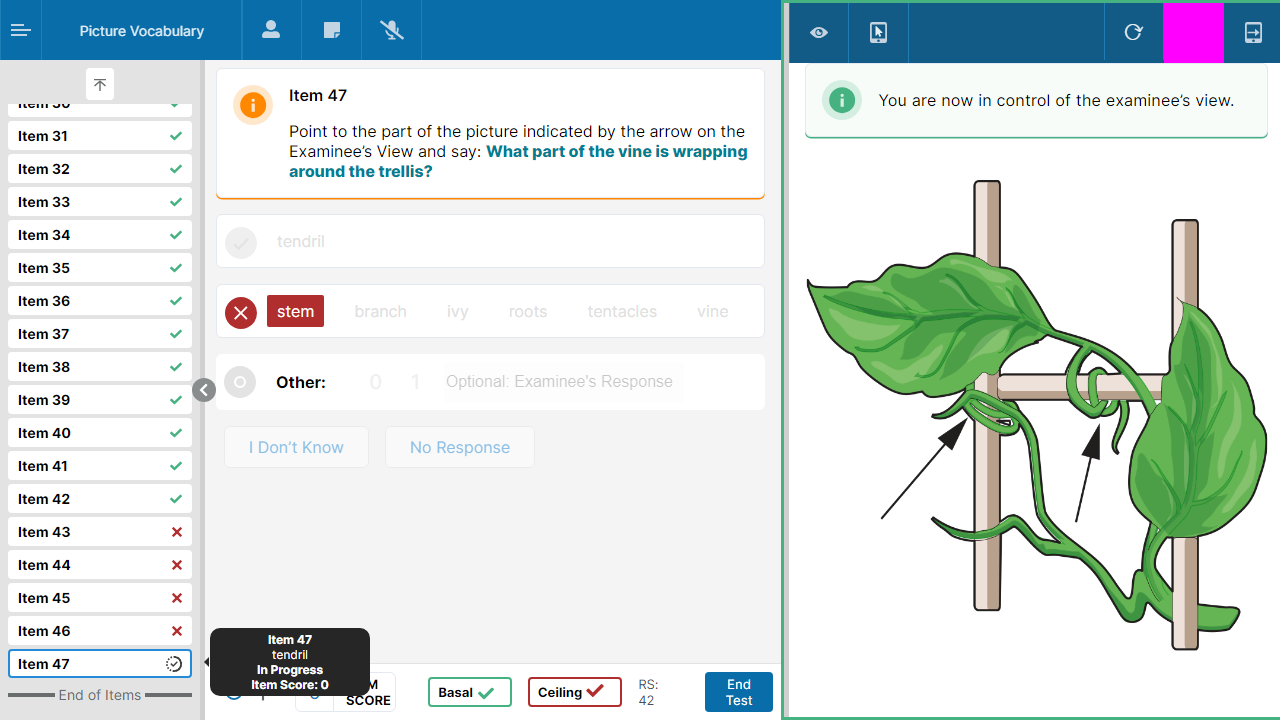 Picture Vocabulary
Item 31
Item 32
Item 33
Item 34
Item 35
Item 36
Item 37
Item 38
Item 39
Item 40
Item 41
Item 42
Item 43
Item 44
Item 45
Item 46
Item 47
End of Items
Item 47
Point to the part of the picture indicated by the arrow on the
Examinee's View and say: What part of the vine is wrapping
around the trellis?
tendril
stem branch ivy roots tentacles vine
Other: 0 1 Optional: Examinee's Response
I Don't Know No Response
Item 47
tendril
In Progress
Item Score: 0
SCORE
Basal
Ceiling
RS:
42
End
Test
You are now in control of the examinee's view.